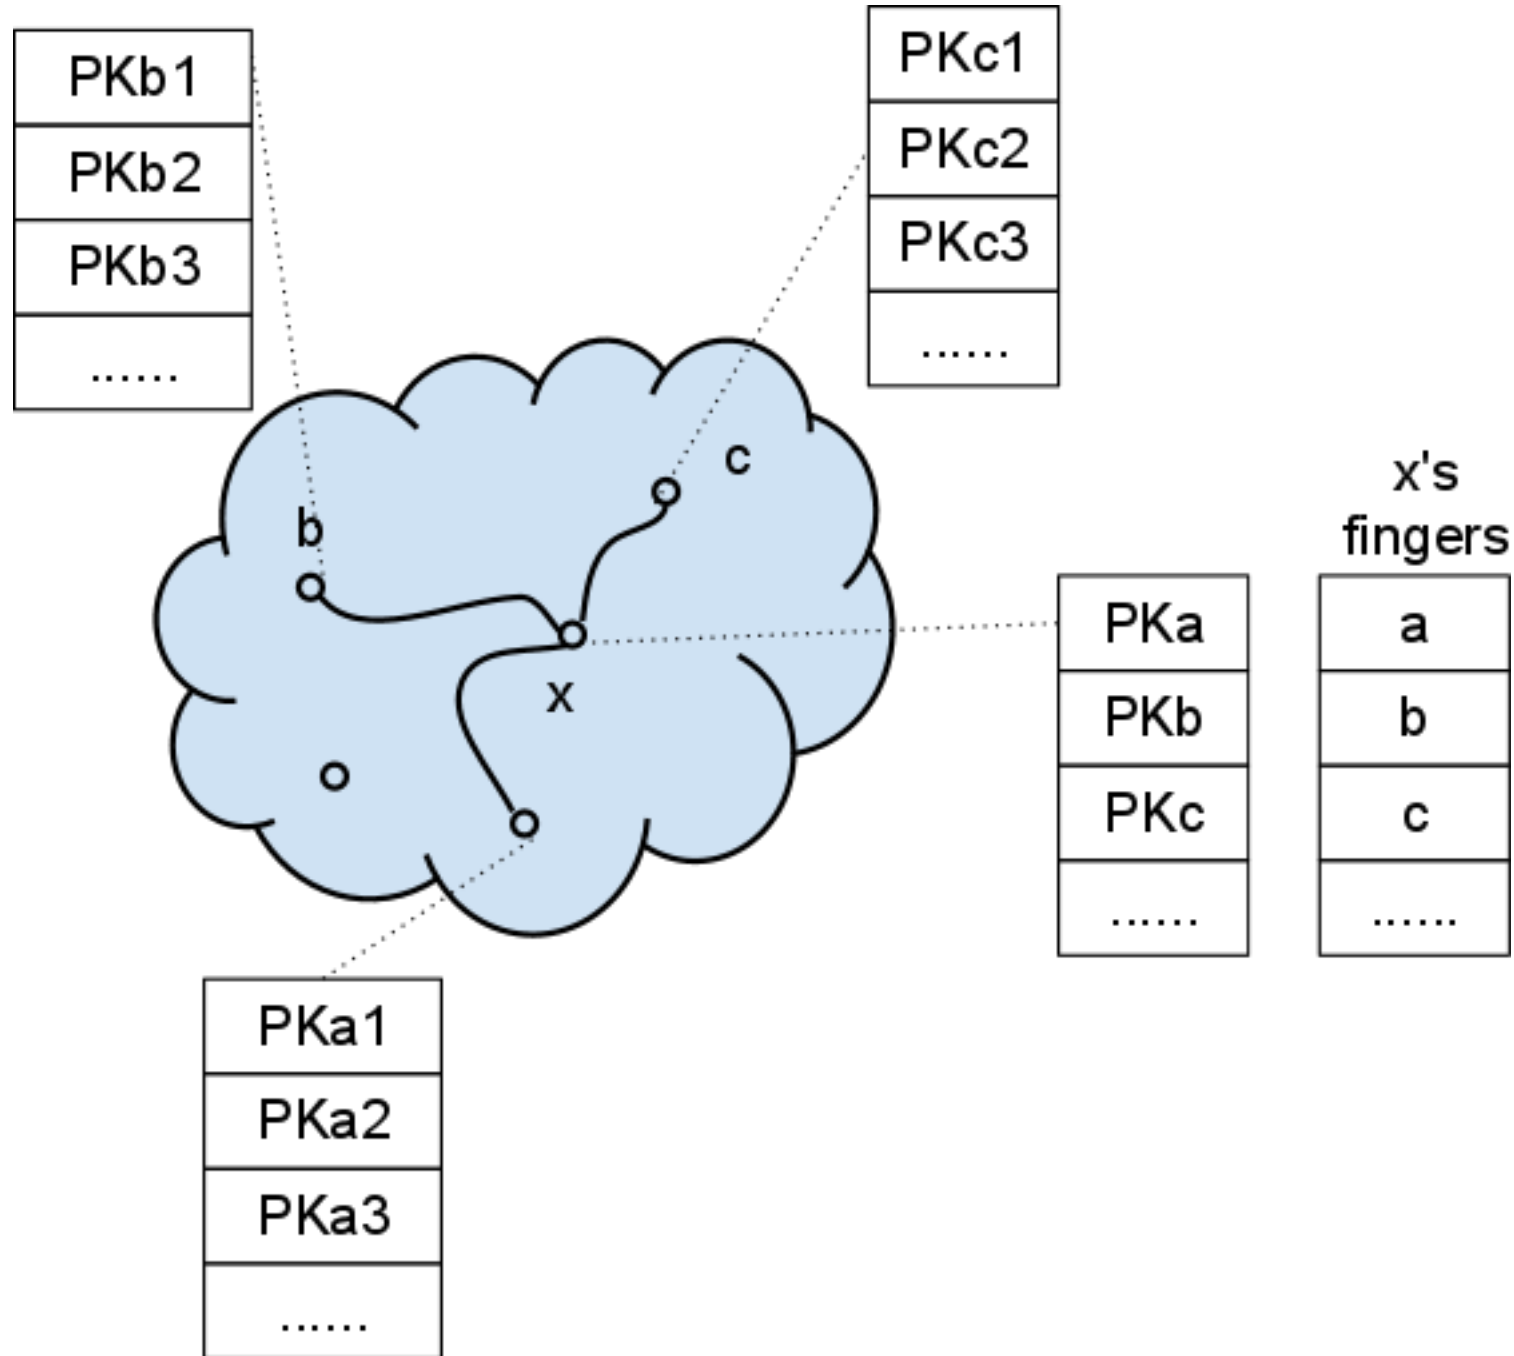 PKb1
PKb2
PKb3
......
PKc1
PKc2
PKc3
......
b
c
x
x's
fingers
PKa
PKb
PKc
......
a
b
c
......
PKa1
PKa2
PKa3
......